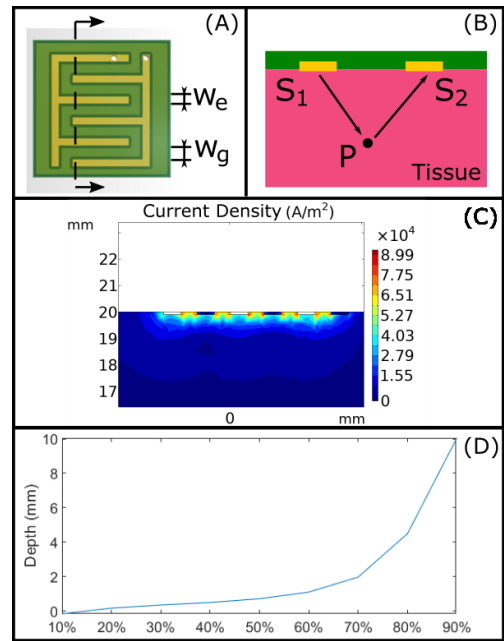 (A)
We
Wg
(B)
S1
S2
P
Tissue
(C)
Current Density (A/m²)
mm
22
21
20
19
18
17
0
mm
×10⁴
8.99
7.75
6.51
5.27
4.03
2.79
1.55
0
(D)
Depth (mm)
10
8
6
4
2
0
10%
20%
30%
40%
50%
60%
70%
80%
90%